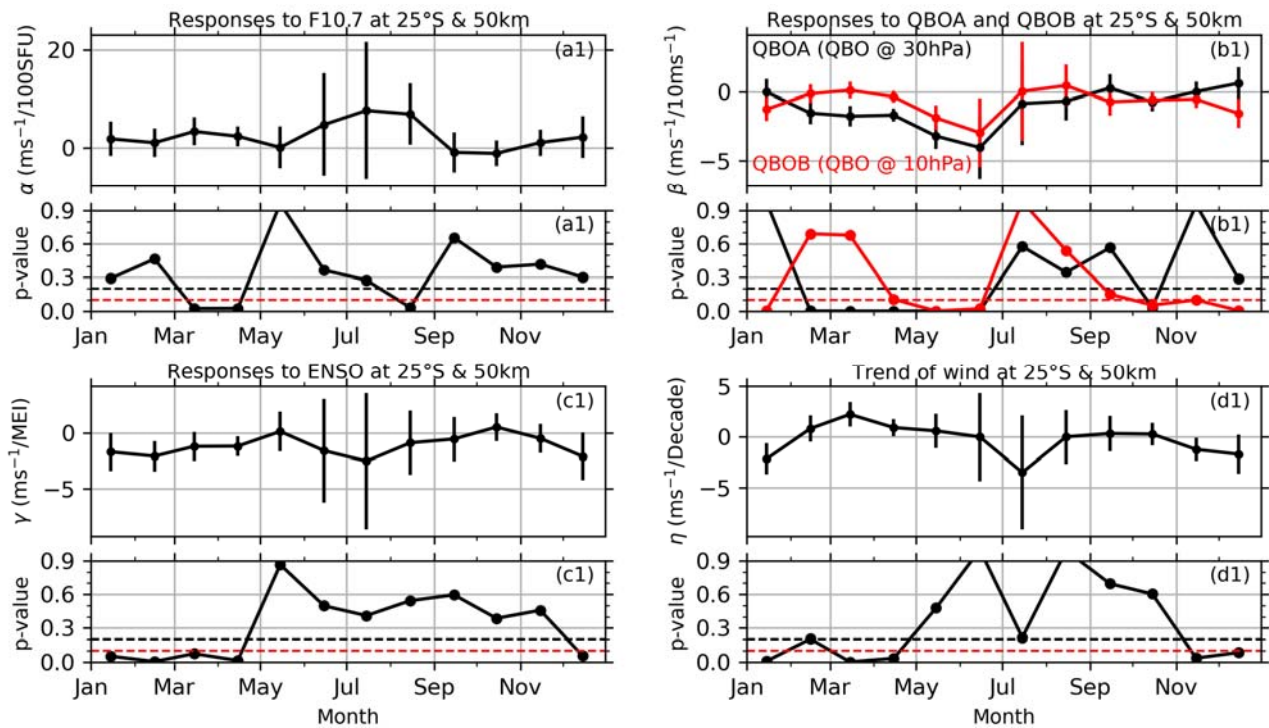 Responses to F10.7 at 25°S & 50km
α (ms⁻¹/100SFU)
20
0
(a1)
p-value
0.9
0.6
0.3
0.0
(a1)
Jan Mar May Jul Sep Nov
Responses to QBOA and QBOB at 25°S & 50km
β (ms⁻¹/10ms⁻¹)
0
−5
QBOA (QBO @ 30hPa)
(b1)
QBOB (QBO @ 10hPa)
p-value
0.9
0.6
0.3
0.0
(b1)
Jan Mar May Jul Sep Nov
Responses to ENSO at 25°S & 50km
γ (ms⁻¹/MEI)
0
−5
(c1)
p-value
0.9
0.6
0.3
0.0
(c1)
Jan Mar May Jul Sep Nov
Month
Trend of wind at 25°S & 50km
η (ms⁻¹/Decade)
5
0
−5
(d1)
p-value
0.9
0.6
0.3
0.0
(d1)
Jan Mar May Jul Sep Nov
Month